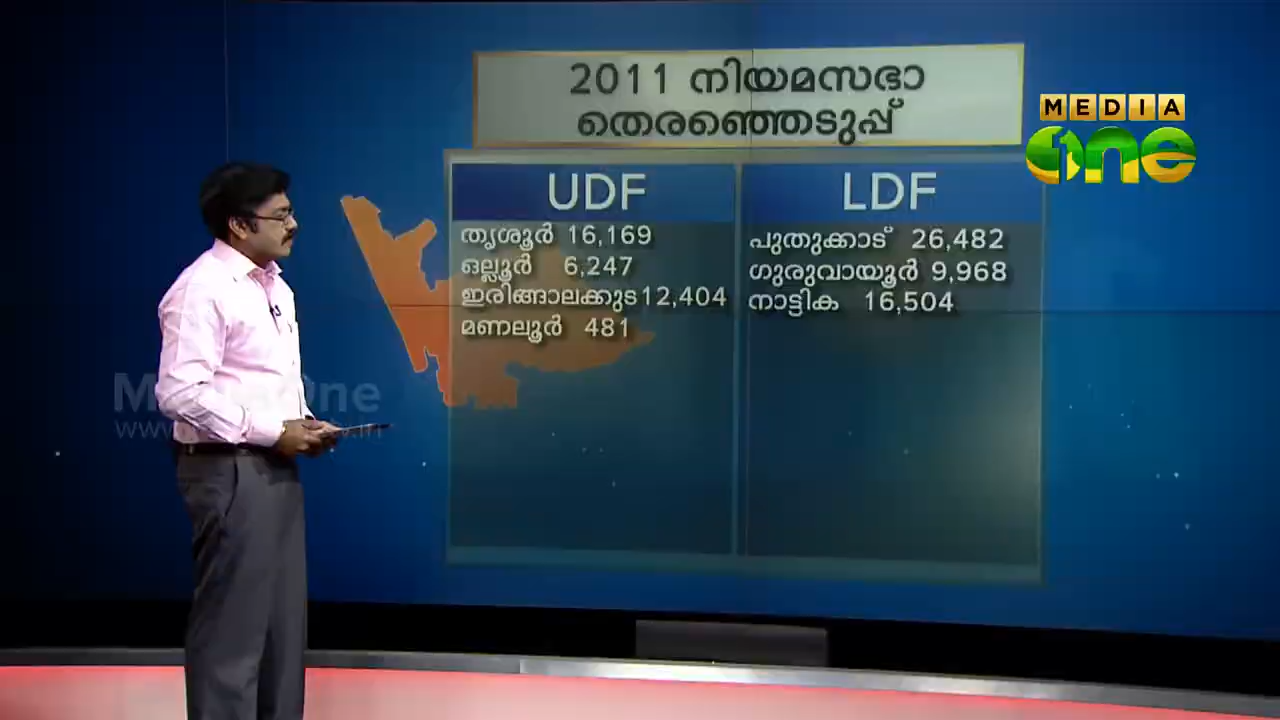 2011 നിയമസഭാ
തെരഞ്ഞെടുപ്പ്
MEDIA
one
UDF
LDF
തൃശൂർ 16,169
ഒല്ലൂർ 6,247
ഇരിങ്ങാലക്കുട 12,404
മണലൂർ 481
പുതുക്കാട് 26,482
ഗുരുവായൂർ 9,968
നാട്ടിക 16,504